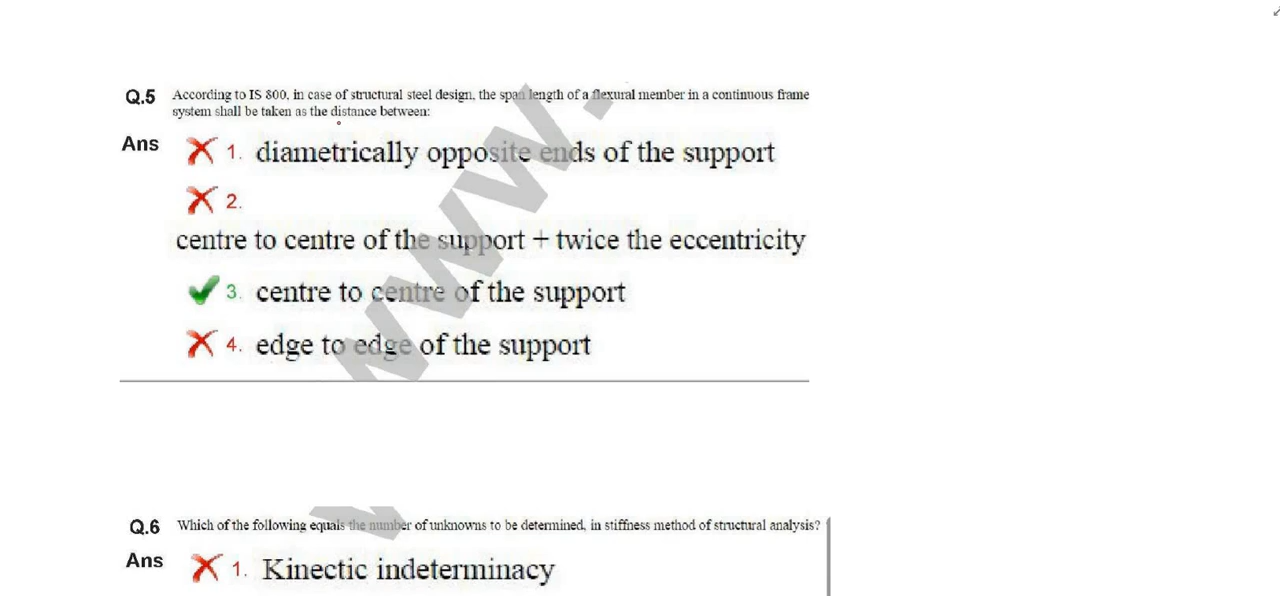 Q.5 According to IS 800, in case of structural steel design, the span length of a flexural member in a continuous frame
system shall be taken as the distance between:
Ans 1. diametrically opposite ends of the support
2.
centre to centre of the support + twice the eccentricity
3. centre to centre of the support
4. edge to edge of the support
www.
Q.6 Which of the following equals the number of unknowns to be determined, in stiffness method of structural analysis?
Ans 1. Kinectic indeterminacy